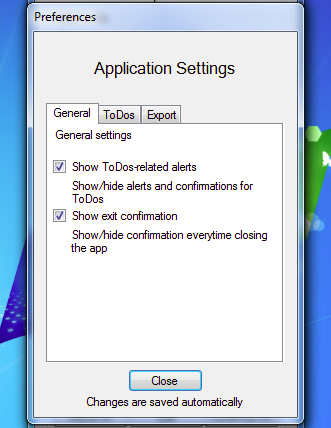 Preferences
Application Settings
General ToDos Export
General settings
Show ToDos-related alerts
Show/hide alerts and confirmations for
ToDos
Show exit confirmation
Show/hide confirmation everytime closing
the app
Close
Changes are saved automatically